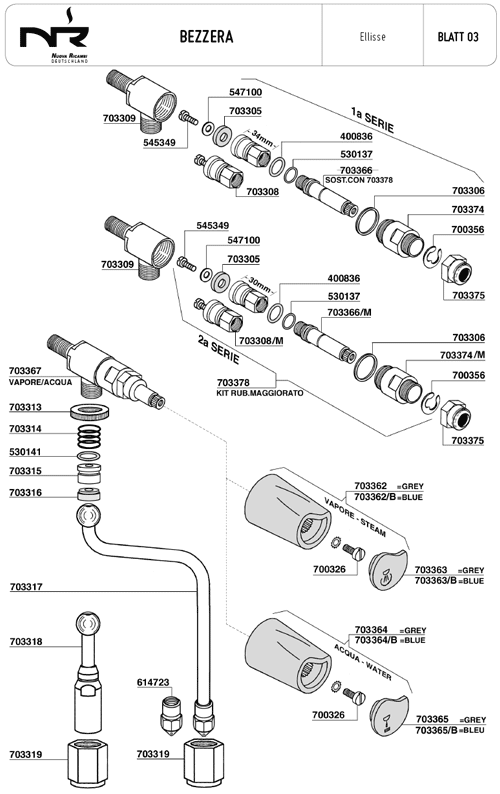 NR
NUOVA RICAMBI
DEUTSCHLAND
BEZZERA
Ellisse
BLATT 03
1a SERIE
547100
703305
703309
545349
34mm
400836
530137
703366
SOST.CON 703378
703308
703306
703374
700356
703375
545349
547100
703305
703309
30mm
400836
530137
703366/M
703308/M
2a SERIE
703306
703374/M
700356
703378
KIT RUB.MAGGIORATO
703375
703367
VAPORE/ACQUA
703313
703314
530141
703315
703316
703362 =GREY
703362/B =BLUE
VAPORE - STEAM
700326
703363 =GREY
703363/B =BLUE
703317
703318
614723
703319
703319
703364 =GREY
703364/B =BLUE
ACQUA - WATER
700326
703365 =GREY
703365/B =BLEU